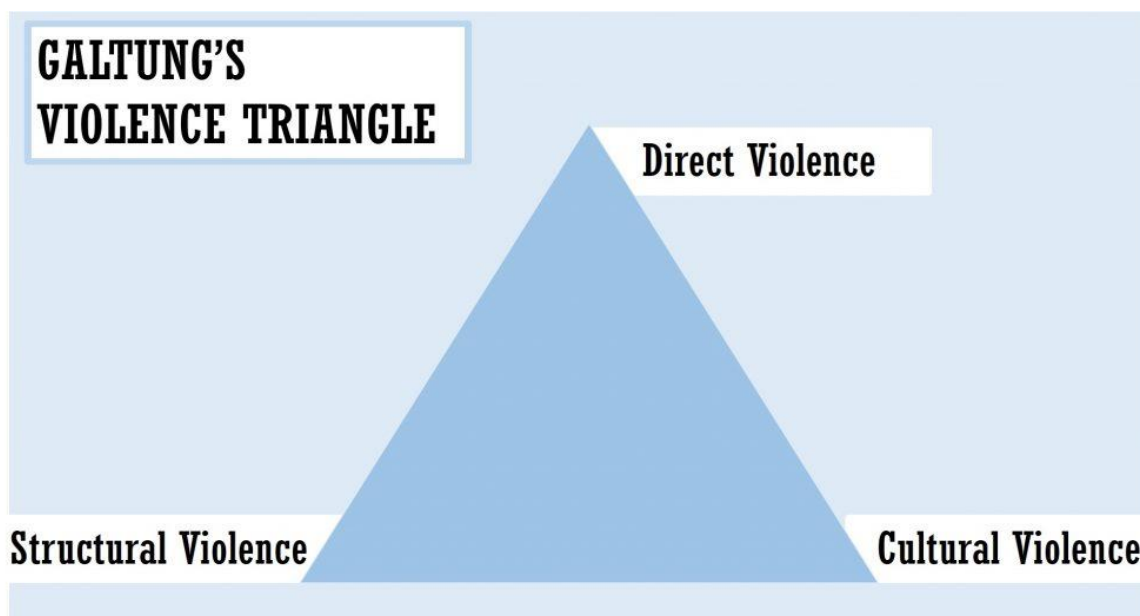 GALTUNG'S
VIOLENCE TRIANGLE
Direct Violence
Structural Violence
Cultural Violence